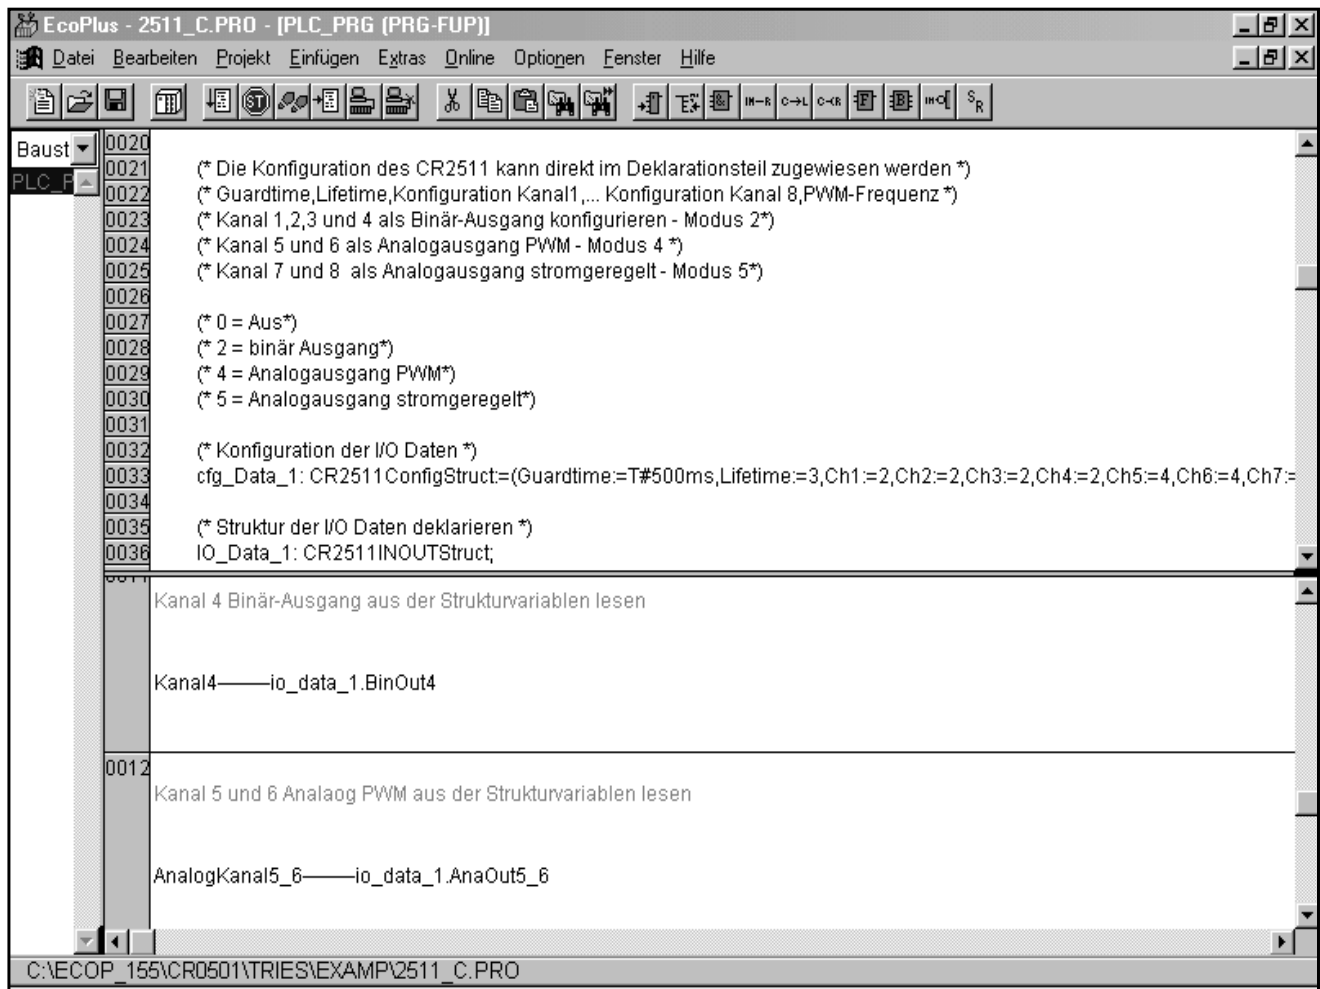 EcoPlus - 2511_C.PRO - [PLC_PRG (PRG-FUP)]
Datei Bearbeiten Projekt Einfügen Extras Online Optionen Fenster Hilfe
Baust
PLC_P
0020
0021 (* Die Konfiguration des CR2511 kann direkt im Deklarationsteil zugewiesen werden *)
0022 (* Guardtime,Lifetime,Konfiguration Kanal1,... Konfiguration Kanal 8,PWM-Frequenz *)
0023 (* Kanal 1,2,3 und 4 als Binär-Ausgang konfigurieren - Modus 2*)
0024 (* Kanal 5 und 6 als Analogausgang PWM - Modus 4 *)
0025 (* Kanal 7 und 8 als Analogausgang stromgeregelt - Modus 5*)
0026
0027 (* 0 = Aus*)
0028 (* 2 = binär Ausgang*)
0029 (* 4 = Analogausgang PWM*)
0030 (* 5 = Analogausgang stromgeregelt*)
0031
0032 (* Konfiguration der I/O Daten *)
0033 cfg_Data_1: CR2511ConfigStruct:=(Guardtime:=T#500ms,Lifetime:=3,Ch1:=2,Ch2:=2,Ch3:=2,Ch4:=2,Ch5:=4,Ch6:=4,Ch7:=
0034
0035 (* Struktur der I/O Daten deklarieren *)
0036 IO_Data_1: CR2511INOUTStruct;
0011
Kanal 4 Binär-Ausgang aus der Strukturvariablen lesen
Kanal4 io_data_1.BinOut4
0012
Kanal 5 und 6 Analaog PWM aus der Strukturvariablen lesen
AnalogKanal5_6 io_data_1.AnaOut5_6
C:\ECOP_155\CR0501\TRIES\EXAMP\2511_C.PRO